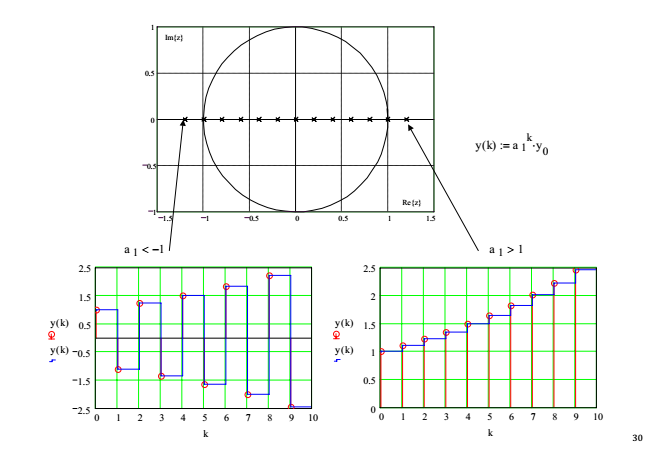 1
Im{z}
0.5
0
−0.5
Re{z}
−1
−1.5 −1 −0.5 0 0.5 1 1.5
y(k) := a 1 k · y 0
a 1 < −1
a 1 > 1
2.5
1.5
y(k) 0.5
y(k) −0.5
−1.5
−2.5
0 1 2 3 4 5 6 7 8 9 10
k
2.5
2
y(k) 1.5
y(k) 1
0.5
0
0 1 2 3 4 5 6 7 8 9 10
k
30